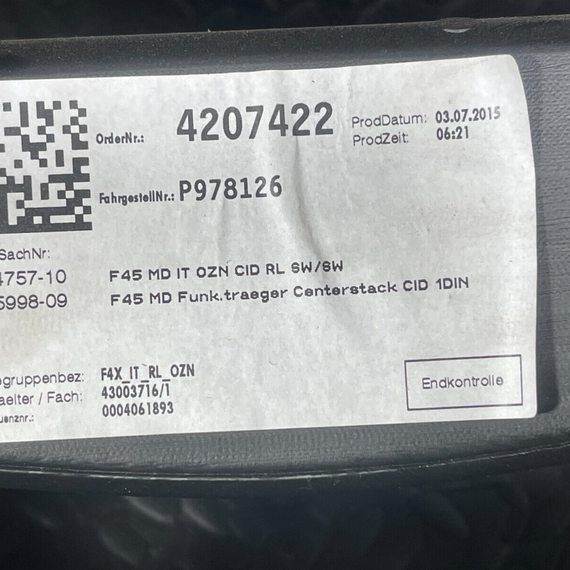 OrderNr.: 4207422 ProdDatum: 03.07.2015
ProdZeit: 06:21
FahrgestellNr.: P978126
SachNr:
4757-10 F45 MD IT OZN CID RL SW/SW
5998-09 F45 MD Funk.traeger Centerstack CID 1DIN
gruppenbez: F4X_IT_RL_OZN
aelter / Fach: 43003716/1
uenznr.: 0004061893
Endkontrolle